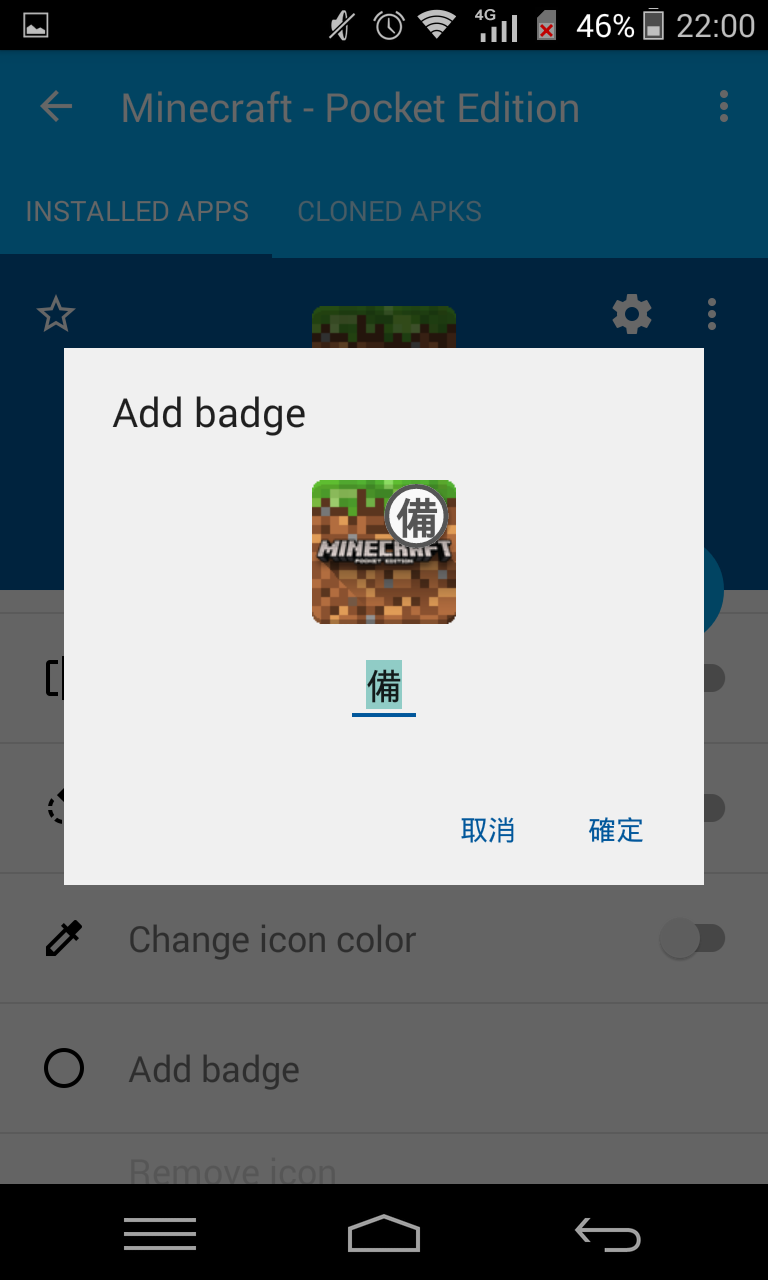 4G 46% 22:00
Minecraft - Pocket Edition
INSTALLED APPS CLONED APKS
Add badge
備
MINECRAFT
POCKET EDITION
備
取消 確定
Change icon color
Add badge
Remove icon